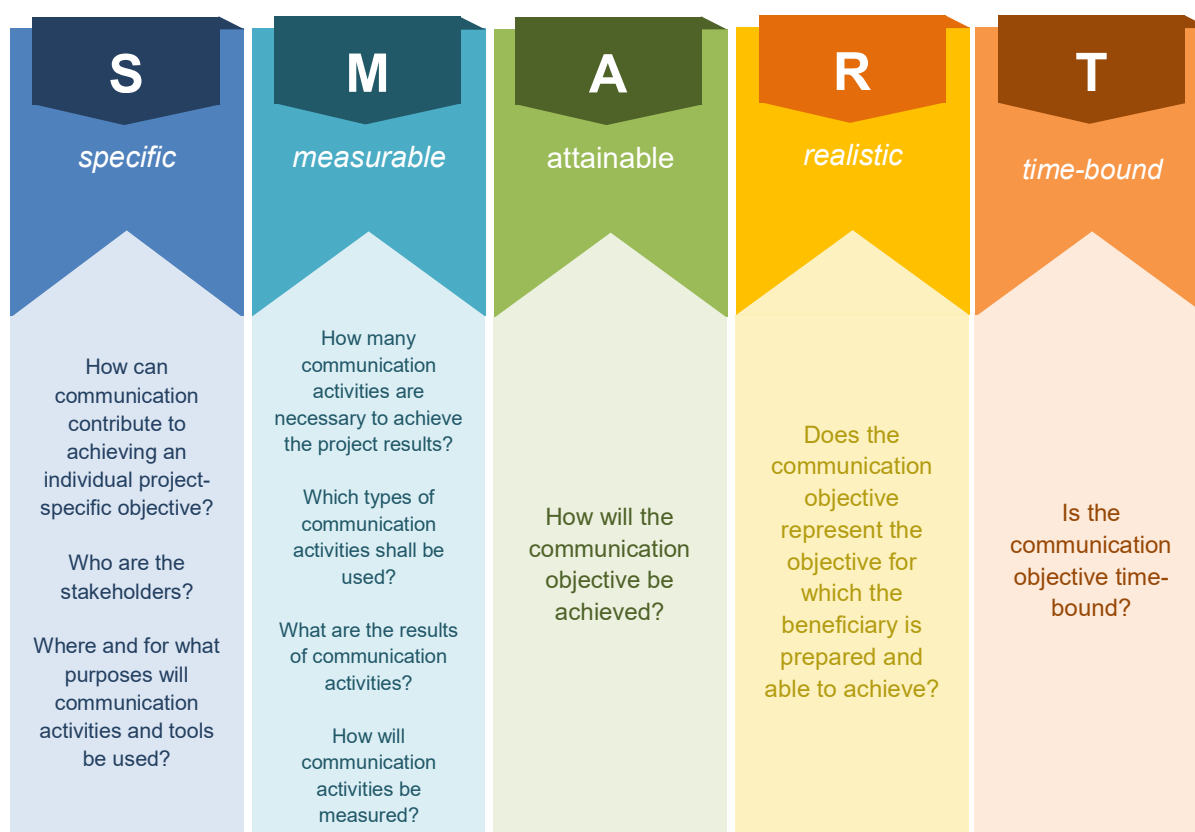 S
specific
How can
communication
contribute to
achieving an
individual project-
specific objective?
Who are the
stakeholders?
Where and for what
purposes will
communication
activities and tools
be used?
M
measurable
How many
communication
activities are
necessary to achieve
the project results?
Which types of
communication
activities shall be
used?
What are the results
of communication
activities?
How will
communication
activities be
measured?
A
attainable
How will the
communication
objective be
achieved?
R
realistic
Does the
communication
objective
represent the
objective for
which the
beneficiary is
prepared and
able to achieve?
T
time-bound
Is the
communication
objective time-
bound?